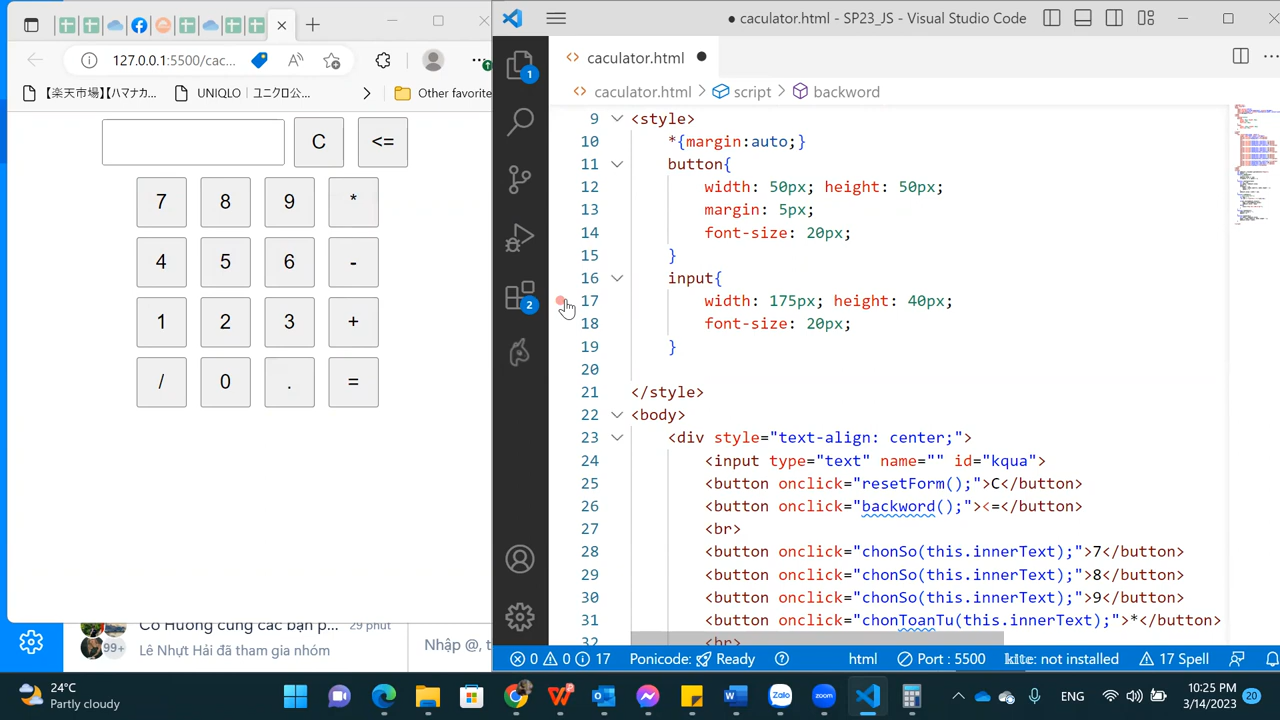 caculator.html - SP23_JS - Visual Studio Code
127.0.0.1:5500/cac...
【楽天市場】【ハマナカ...
UNIQLO｜ユニクロ公...
Other favorite
C
<=
7
8
9
*
4
5
6
-
1
2
3
+
/
0
.
=
Cô Hường cùng các bạn p...
29 phút
99+
Lê Nhựt Hải đã tham gia nhóm
Nhập @, t
1
2
caculator.html
caculator.html > script > backword
9 <style>
10 *{margin:auto;}
11 button{
12 width: 50px; height: 50px;
13 margin: 5px;
14 font-size: 20px;
15 }
16 input{
17 width: 175px; height: 40px;
18 font-size: 20px;
19 }
20
21 </style>
22 <body>
23 <div style="text-align: center;">
24 <input type="text" name="" id="kqua">
25 <button onclick="resetForm();">C</button>
26 <button onclick="backword();"><=</button>
27 <br>
28 <button onclick="chonSo(this.innerText);">7</button>
29 <button onclick="chonSo(this.innerText);">8</button>
30 <button onclick="chonSo(this.innerText);">9</button>
31 <button onclick="chonToanTu(this.innerText);">*</button>
32 <br>
0 0 17 Ponicode: Ready html Port : 5500 kite: not installed 17 Spell
24°C
Partly cloudy
Zalo
zoom
ENG
10:25 PM
3/14/2023
20